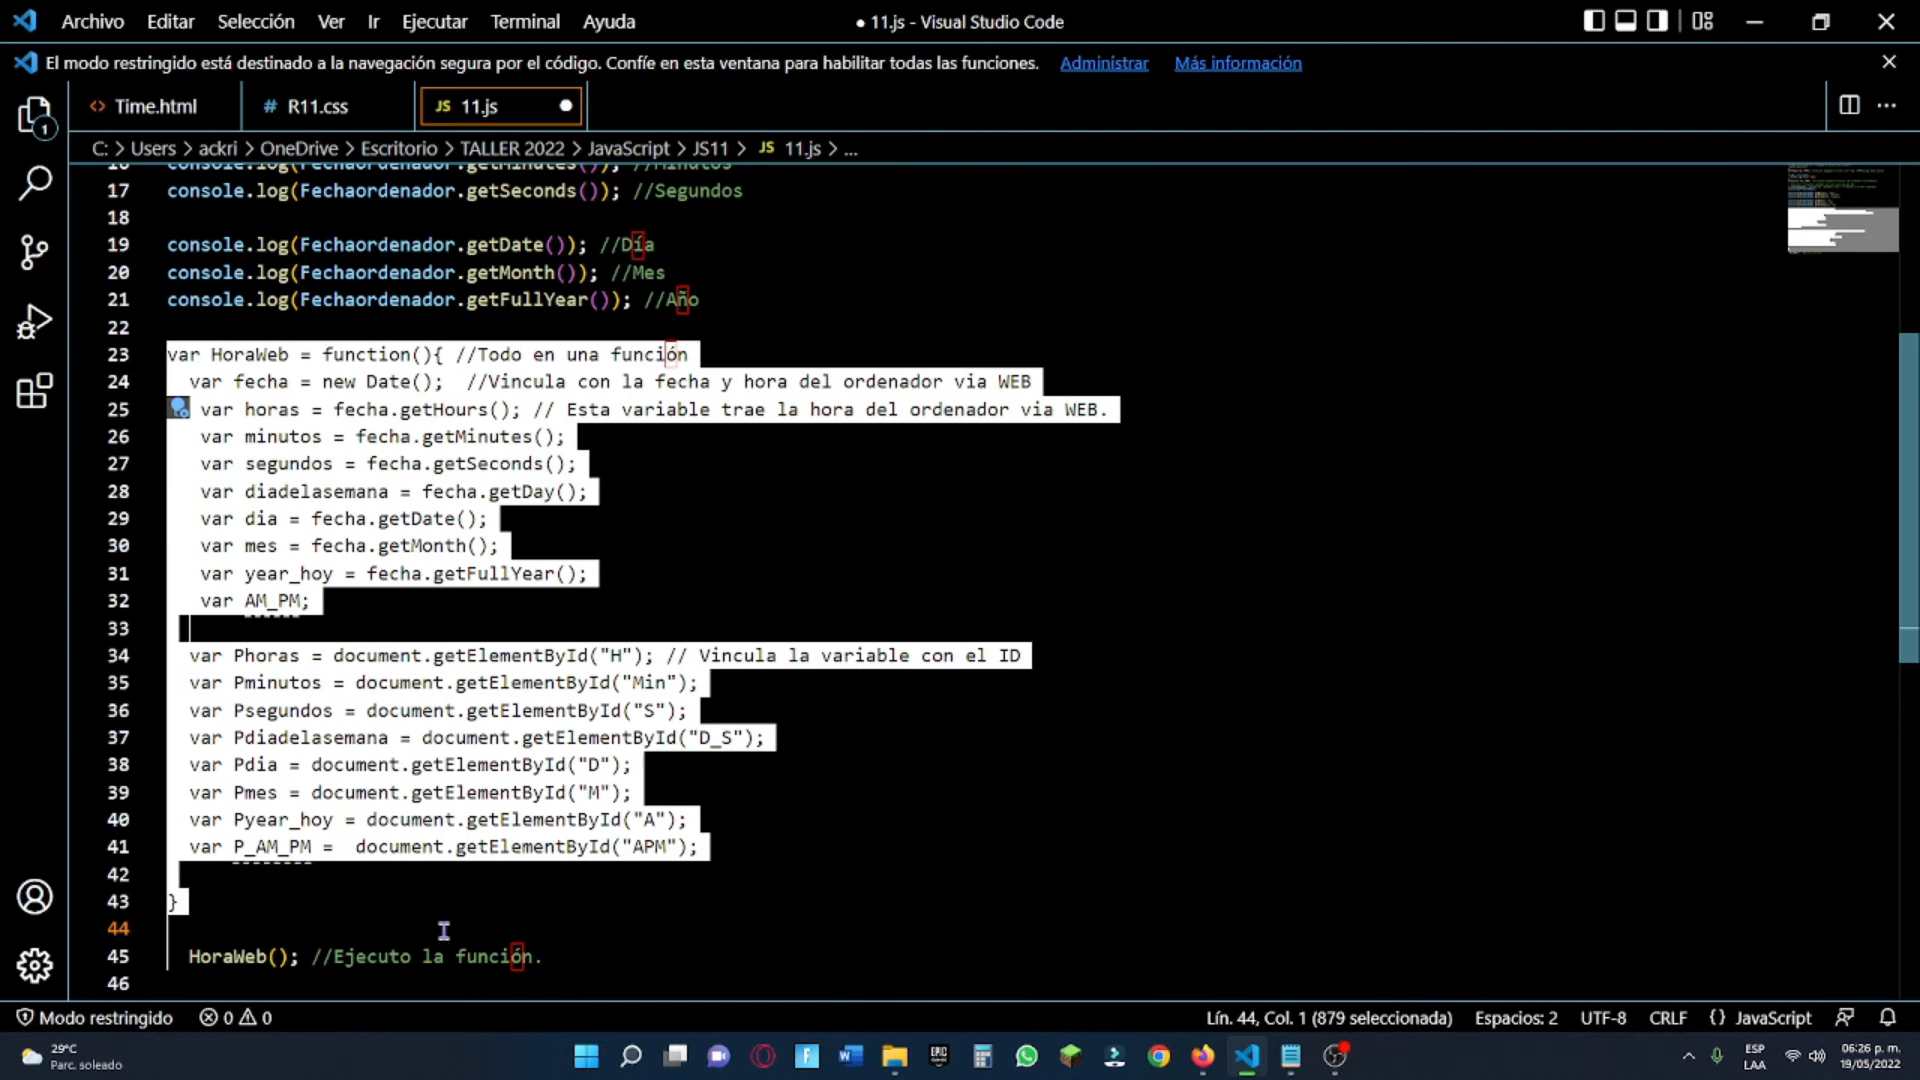 Archivo Editar Selección Ver Ir Ejecutar Terminal Ayuda
● 11.js - Visual Studio Code
El modo restringido está destinado a la navegación segura por el código. Confíe en esta ventana para habilitar todas las funciones. Administrar Más información
<> Time.html # R11.css JS 11.js ●
C: > Users > ackri > OneDrive > Escritorio > TALLER 2022 > JavaScript > JS11 > JS 11.js > ...
16 console.log(Fechaordenador.getMinutes()); //Minutos
17 console.log(Fechaordenador.getSeconds()); //Segundos
18
19 console.log(Fechaordenador.getDate()); //Día
20 console.log(Fechaordenador.getMonth()); //Mes
21 console.log(Fechaordenador.getFullYear()); //Año
22
23 var HoraWeb = function(){ //Todo en una función
24 var fecha = new Date(); //Vincula con la fecha y hora del ordenador via WEB
25 var horas = fecha.getHours(); // Esta variable trae la hora del ordenador via WEB.
26 var minutos = fecha.getMinutes();
27 var segundos = fecha.getSeconds();
28 var diadelasemana = fecha.getDay();
29 var dia = fecha.getDate();
30 var mes = fecha.getMonth();
31 var year_hoy = fecha.getFullYear();
32 var AM_PM;
33
34 var Phoras = document.getElementById("H"); // Vincula la variable con el ID
35 var Pminutos = document.getElementById("Min");
36 var Psegundos = document.getElementById("S");
37 var Pdiadelasemana = document.getElementById("D_S");
38 var Pdia = document.getElementById("D");
39 var Pmes = document.getElementById("M");
40 var Pyear_hoy = document.getElementById("A");
41 var P_AM_PM = document.getElementById("APM");
42
43 }
44
45 HoraWeb(); //Ejecuto la función.
46
Modo restringido 0 0 Lín. 44, Col. 1 (879 seleccionada) Espacios: 2 UTF-8 CRLF {} JavaScript
29°C
Parc. soleado
ESP
LAA
06:26 p. m.
19/05/2022